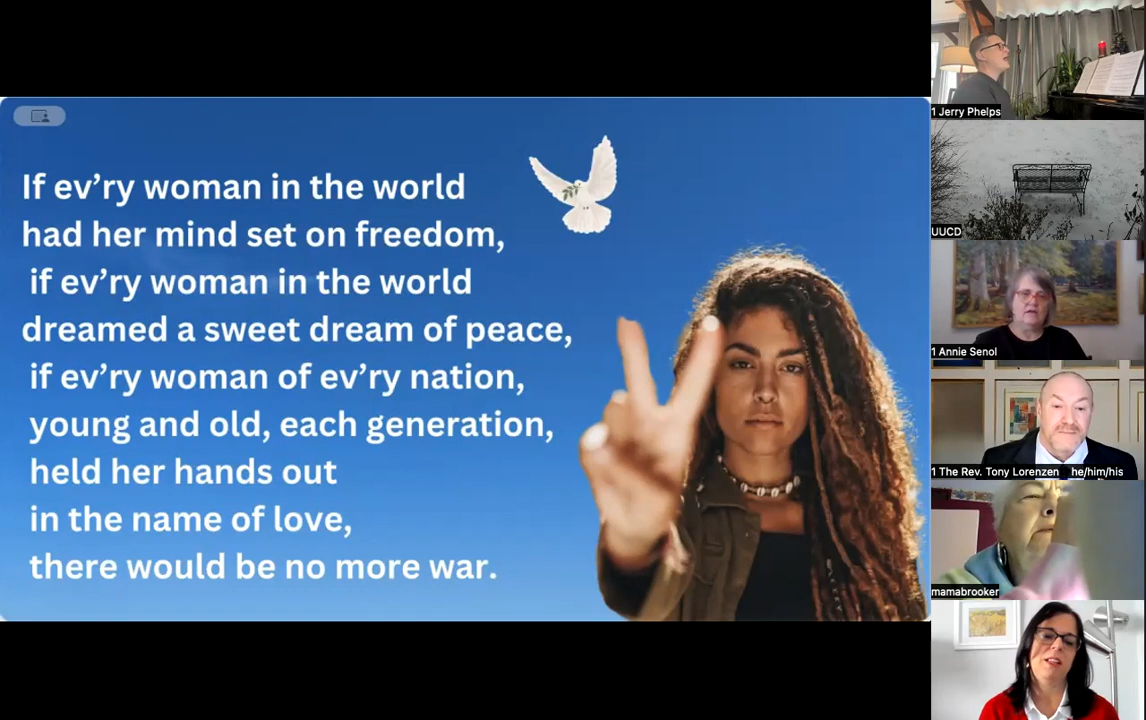 If ev’ry woman in the world
had her mind set on freedom,
if ev’ry woman in the world
dreamed a sweet dream of peace,
if ev’ry woman of ev’ry nation,
young and old, each generation,
held her hands out
in the name of love,
there would be no more war.
1 Jerry Phelps
UUCD
1 Annie Senol
1 The Rev. Tony Lorenzen _ he/him/his
mamabrooker